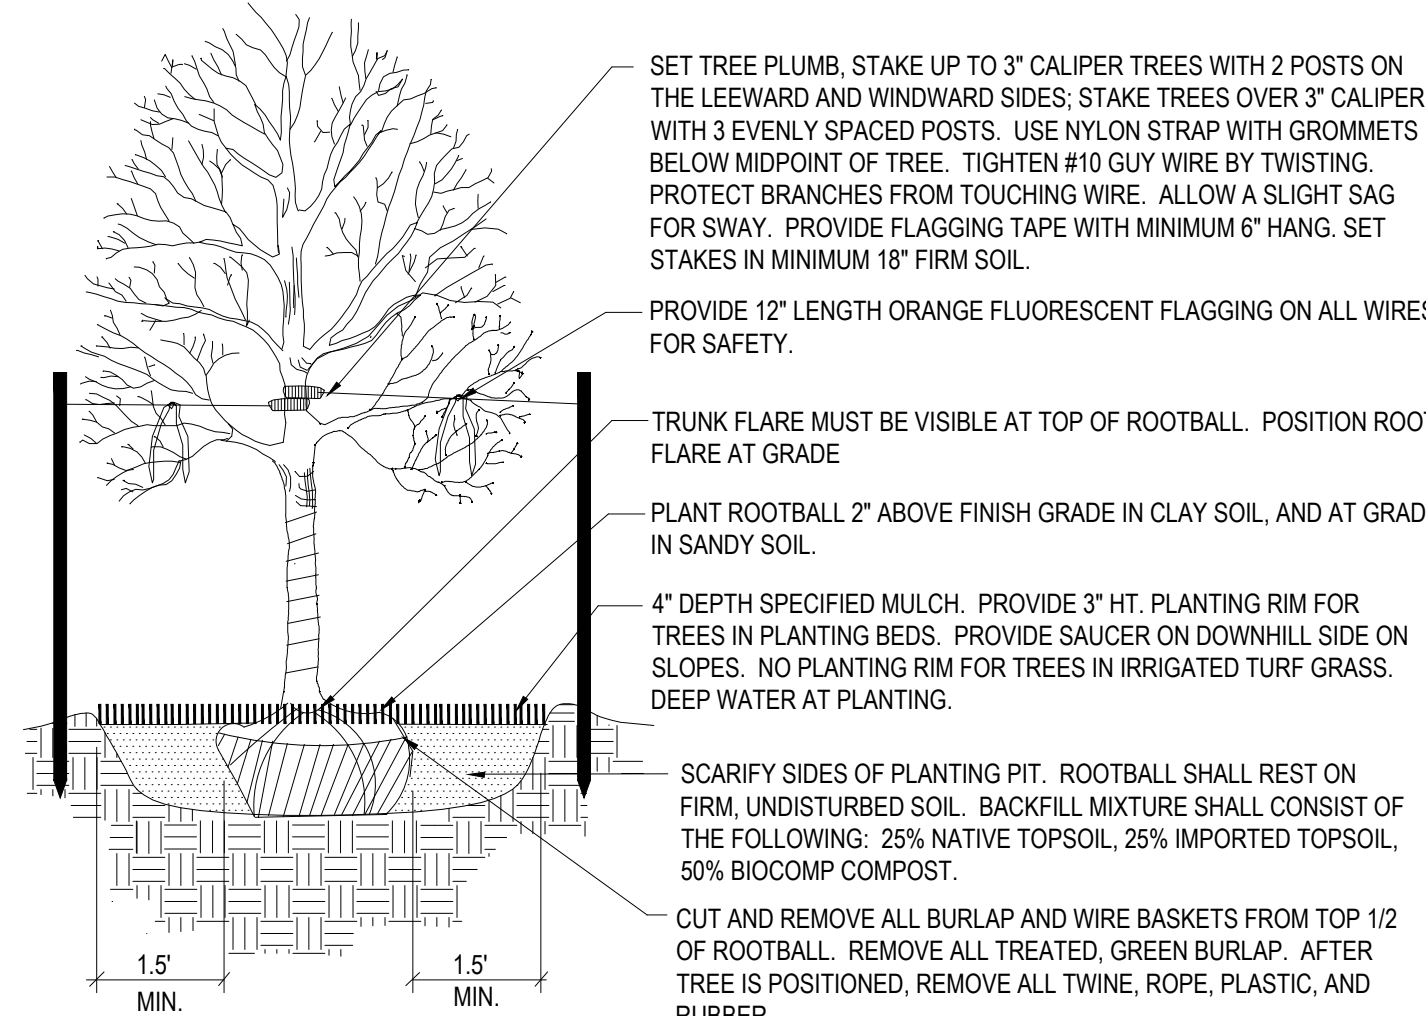 SET TREE PLUMB, STAKE UP TO 3" CALIPER TREES WITH 2 POSTS ON
THE LEEWARD AND WINDWARD SIDES; STAKE TREES OVER 3" CALIPER
WITH 3 EVENLY SPACED POSTS. USE NYLON STRAP WITH GROMMETS
BELOW MIDPOINT OF TREE. TIGHTEN #10 GUY WIRE BY TWISTING.
PROTECT BRANCHES FROM TOUCHING WIRE. ALLOW A SLIGHT SAG
FOR SWAY. PROVIDE FLAGGING TAPE WITH MINIMUM 6" HANG. SET
STAKES IN MINIMUM 18" FIRM SOIL.
PROVIDE 12" LENGTH ORANGE FLUORESCENT FLAGGING ON ALL WIRES
FOR SAFETY.
TRUNK FLARE MUST BE VISIBLE AT TOP OF ROOTBALL. POSITION ROOT
FLARE AT GRADE
PLANT ROOTBALL 2" ABOVE FINISH GRADE IN CLAY SOIL, AND AT GRAD
IN SANDY SOIL.
4" DEPTH SPECIFIED MULCH. PROVIDE 3" HT. PLANTING RIM FOR
TREES IN PLANTING BEDS. PROVIDE SAUCER ON DOWNHILL SIDE ON
SLOPES. NO PLANTING RIM FOR TREES IN IRRIGATED TURF GRASS.
DEEP WATER AT PLANTING.
SCARIFY SIDES OF PLANTING PIT. ROOTBALL SHALL REST ON
FIRM, UNDISTURBED SOIL. BACKFILL MIXTURE SHALL CONSIST OF
THE FOLLOWING: 25% NATIVE TOPSOIL, 25% IMPORTED TOPSOIL,
50% BIOCOMP COMPOST.
CUT AND REMOVE ALL BURLAP AND WIRE BASKETS FROM TOP 1/2
OF ROOTBALL. REMOVE ALL TREATED, GREEN BURLAP. AFTER
TREE IS POSITIONED, REMOVE ALL TWINE, ROPE, PLASTIC, AND
RUBBER
1.5'
MIN.
1.5'
MIN.